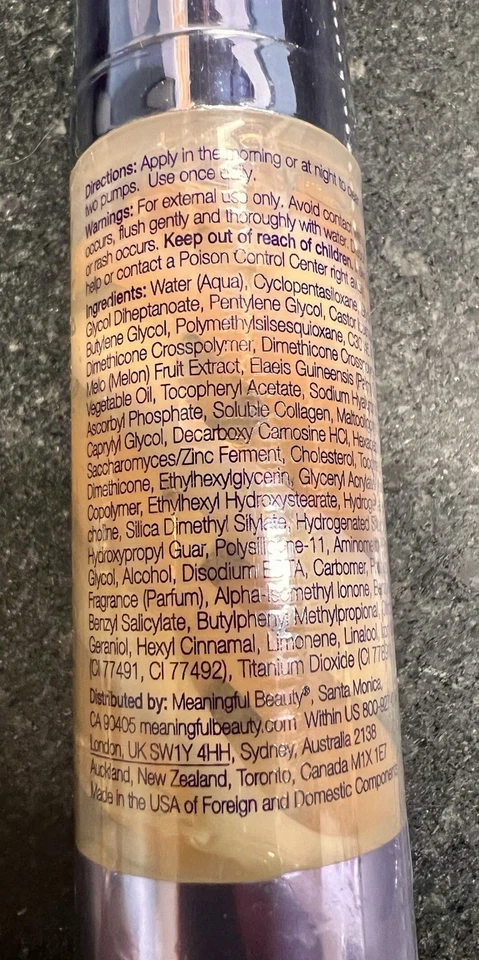 Directions: Apply in the morning or at night to
two pumps. Use once daily.
Warnings: For external use only. Avoid contact
occurs, flush gently and thoroughly with water.
or rash occurs. Keep out of reach of children.
help or contact a Poison Control Center right
Ingredients: Water (Aqua), Cyclopentasiloxane,
Glycol Diheptanoate, Pentylene Glycol, Castor
Butylene Glycol, Polymethylsilsesquioxane,
Dimethicone Crosspolymer, Dimethicone
Melo (Melon) Fruit Extract, Elaeis Guineensis
Vegetable Oil, Tocopheryl Acetate, Sodium
Ascorbyl Phosphate, Soluble Collagen,
Caprylyl Glycol, Decarboxy Carnosine HCl,
Saccharomyces/Zinc Ferment, Cholesterol,
Dimethicone, Ethylhexylglycerin, Glyceryl
Copolymer, Ethylhexyl Hydroxystearate,
choline, Silica Dimethyl Silylate, Hydrogenated
Hydroxypropyl Guar, Polysilicone-11,
Glycol, Alcohol, Disodium EDTA, Carbomer,
Fragrance (Parfum), Alpha-Isomethyl Ionone,
Benzyl Salicylate, Butylphenyl Methylpropional,
Geraniol, Hexyl Cinnamal, Limonene, Linalool,
(CI 77491, CI 77492), Titanium Dioxide (CI
Distributed by: Meaningful Beauty®, Santa Monica,
CA 90405 meaningfulbeauty.com Within US
London, UK SW1Y 4HH, Sydney, Australia 2138
Auckland, New Zealand, Toronto, Canada M1X 1E7
Made in the USA of Foreign and Domestic Components